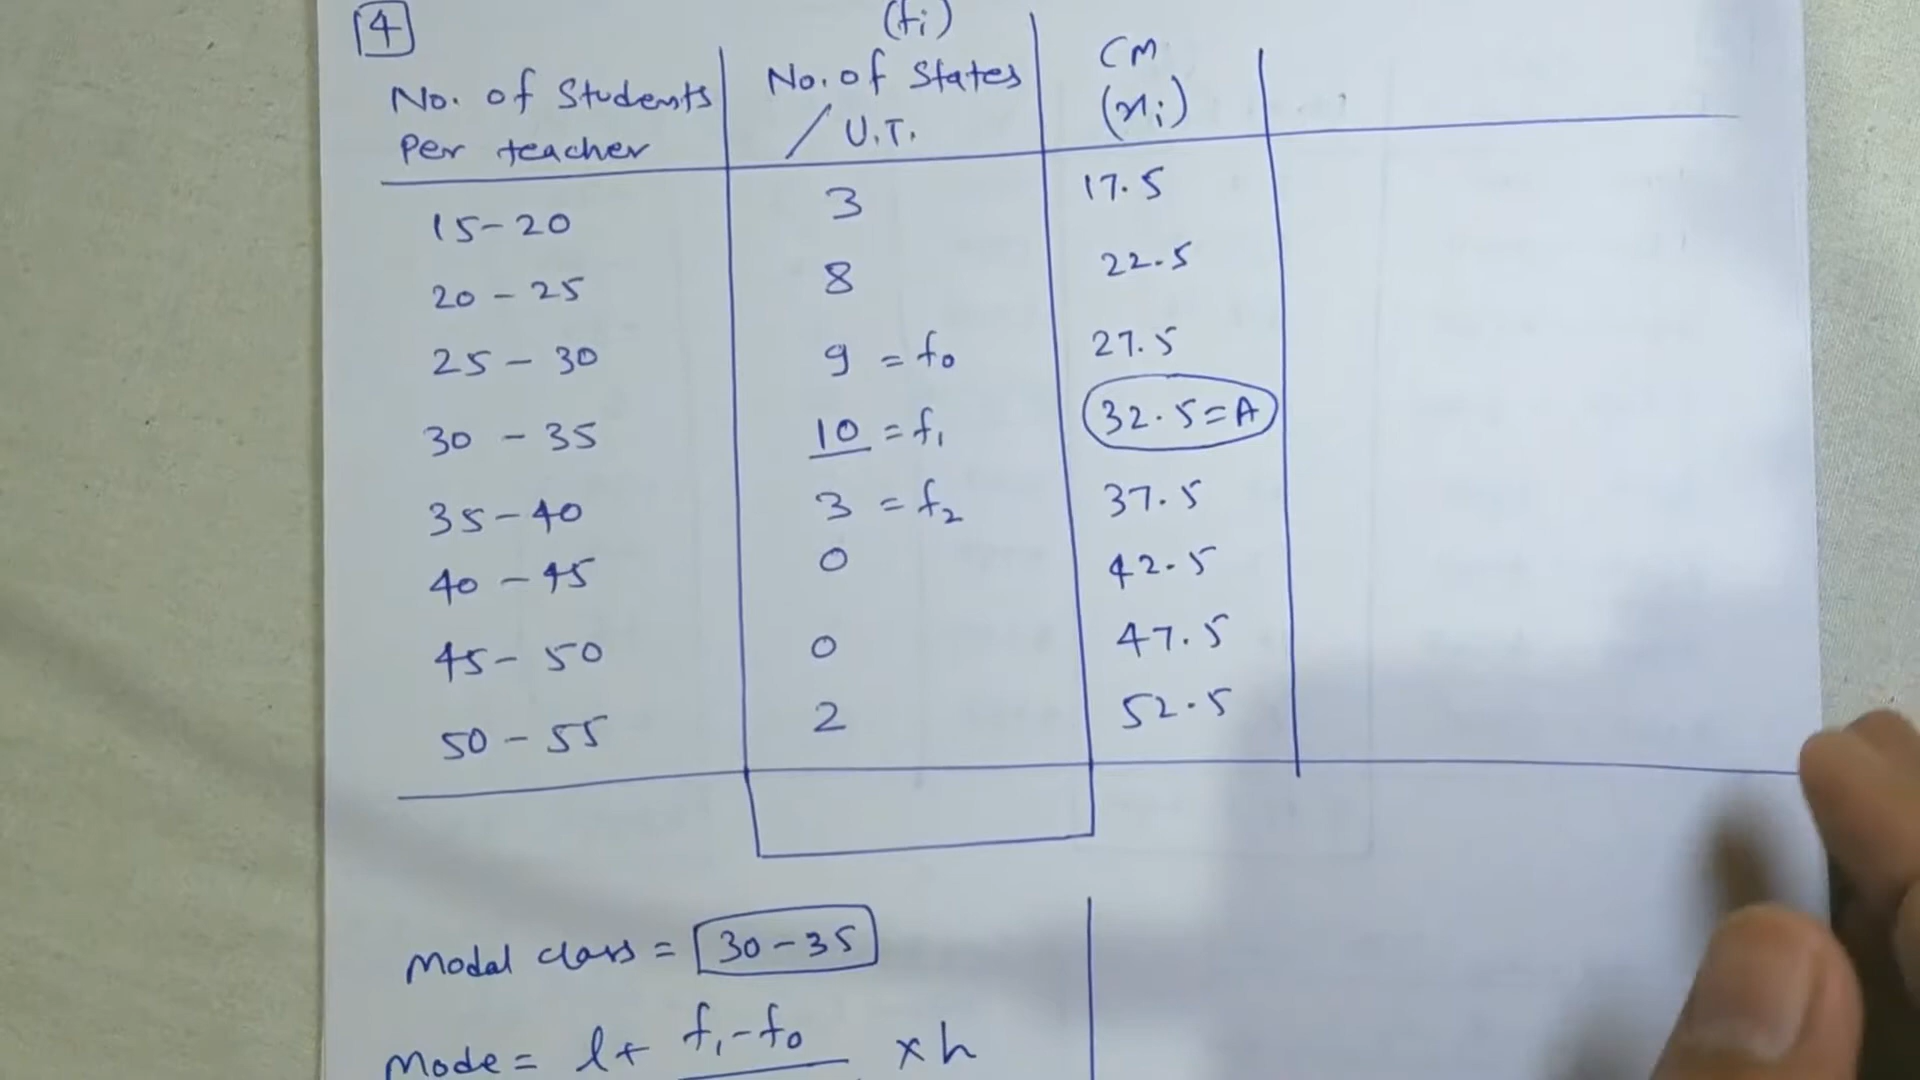 4
No. of Students Per teacher | (fi) No. of States / U.T. | CM (xi)
15-20 3 17.5
20-25 8 22.5
25-30 9 = f₀ 27.5
30-35 10 = f₁ 32.5=A
35-40 3 = f₂ 37.5
40-45 0 42.5
45-50 0 47.5
50-55 2 52.5
Modal class = 30-35
f₁-f₀
Mode = l+ ×h